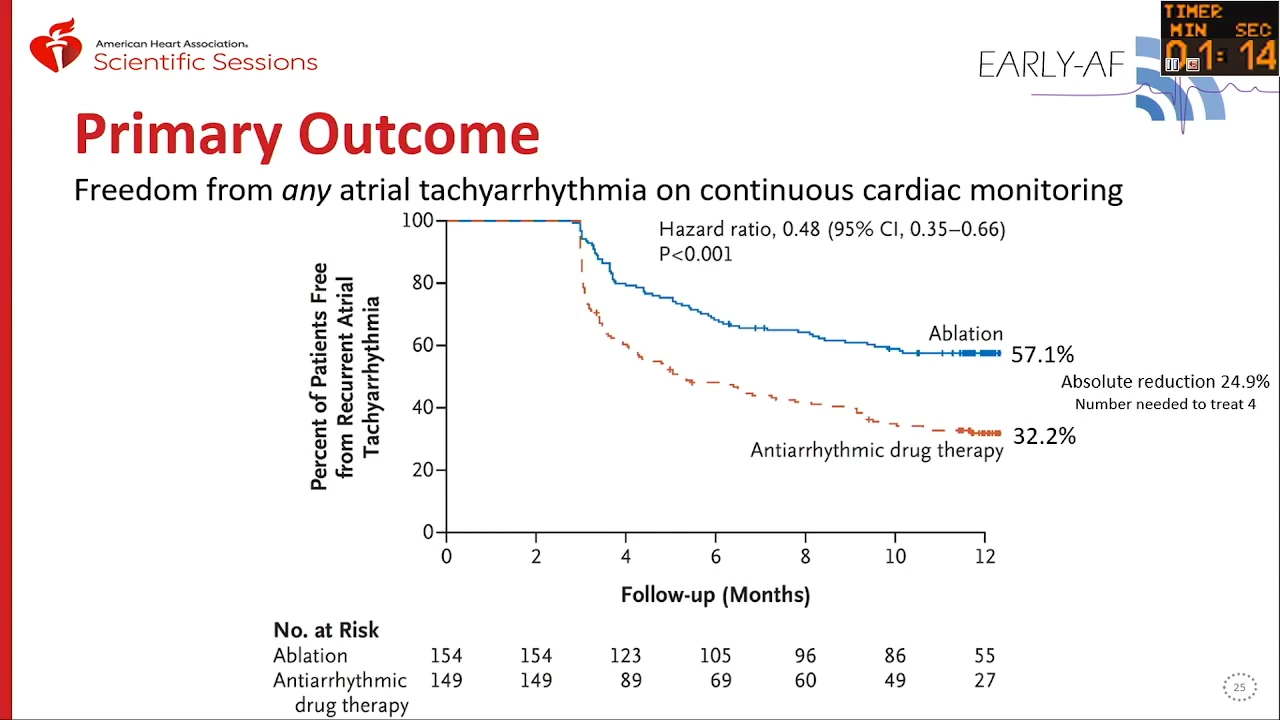 American Heart Association®
Scientific Sessions
EARLY-AF
TIMER
MIN SEC
01:14
Primary Outcome
Freedom from any atrial tachyarrhythmia on continuous cardiac monitoring
Percent of Patients Free
from Recurrent Atrial
Tachyarrhythmia
100
80
60
40
20
0
Hazard ratio, 0.48 (95% CI, 0.35–0.66)
P<0.001
Ablation
57.1%
Absolute reduction 24.9%
Number needed to treat 4
32.2%
Antiarrhythmic drug therapy
0 2 4 6 8 10 12
Follow-up (Months)
No. at Risk
Ablation 154 154 123 105 96 86 55
Antiarrhythmic 149 149 89 69 60 49 27
drug therapy
25